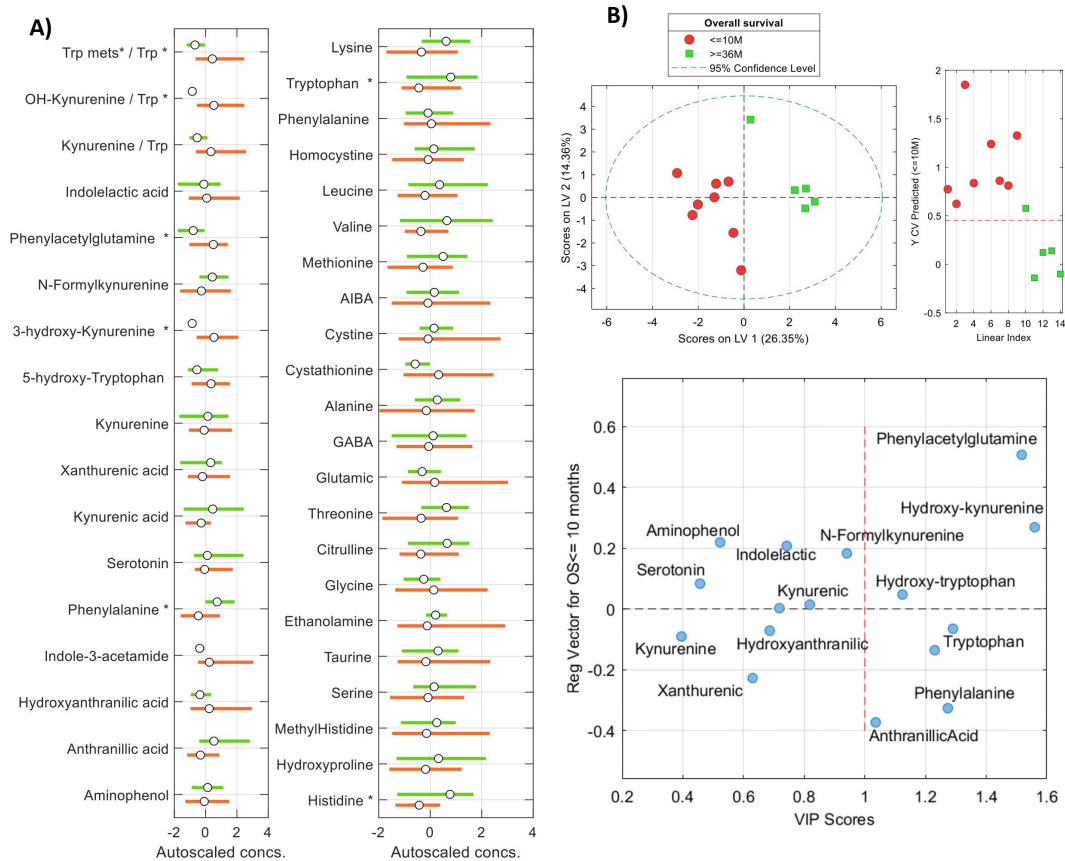 A)
Trp mets* / Trp *
OH-Kynurenine / Trp *
Kynurenine / Trp
Indolelactic acid
Phenylacetylglutamine *
N-Formylkynurenine
3-hydroxy-Kynurenine *
5-hydroxy-Tryptophan
Kynurenine
Xanthurenic acid
Kynurenic acid
Serotonin
Phenylalanine *
Indole-3-acetamide
Hydroxyanthranilic acid
Anthranillic acid
Aminophenol
-2 0 2 4
Autoscaled concs.
Lysine
Tryptophan *
Phenylalanine
Homocystine
Leucine
Valine
Methionine
AIBA
Cystine
Cystathionine
Alanine
GABA
Glutamic
Threonine
Citrulline
Glycine
Ethanolamine
Taurine
Serine
MethylHistidine
Hydroxyproline
Histidine *
-2 0 2 4
Autoscaled concs.
B)
Overall survival
<=10M
>=36M
95% Confidence Level
Scores on LV 2 (14.36%)
4
3
2
1
0
-1
-2
-3
-4
-6 -4 -2 0 2 4 6
Scores on LV 1 (26.35%)
Y CV Predicted (<=10M)
2
1.5
1
0.5
0
-0.5
2 4 6 8 10 12 14
Linear Index
Reg Vector for OS<= 10 months
0.6
0.4
0.2
0
-0.2
-0.4
Phenylacetylglutamine
Hydroxy-kynurenine
Aminophenol
N-Formylkynurenine
Indolelactic
Serotonin
Hydroxy-tryptophan
Kynurenic
Kynurenine
Hydroxyanthranilic
Tryptophan
Xanthurenic
Phenylalanine
AnthranillicAcid
0.2 0.4 0.6 0.8 1 1.2 1.4 1.6
VIP Scores